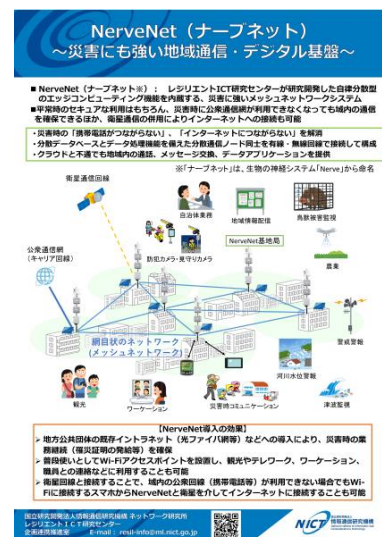 NerveNet(ナーブネット)
～災害にも強い地域通信・デジタル基盤～
■ NerveNet(ナーブネット※): レジリエントICT研究センターが研究開発した自律分散型
のエッジコンピューティング機能を内蔵する、災害に強いメッシュネットワークシステム
■平常時のセキュアな利用はもちろん、災害時に公衆通信網が利用できなくなっても域内の通信
を確保できるほか、衛星通信の併用によりインターネットへの接続も可能
・災害時の「携帯電話がつながらない」、「インターネットにつながらない」を解消
・分散データベースとデータ処理機能を備えた分散通信ノード同士を有線・無線回線で接続して構成
・クラウドと不通でも地域内の通話、メッセージ交換、データアプリケーションを提供
※「ナーブネット」は、生物の神経システム「Nerve」から命名
衛星通信回線
自治体業務
地域情報配信
鳥獣被害監視
公衆通信網
(キャリア回線)
防犯カメラ・見守りカメラ
NerveNet基地局
農業
網目状のネットワーク
(メッシュネットワーク)
河川水位警報
津波監視
観光
ワーケーション
災害時コミュニケーション
【NerveNet導入の効果】
➢ 地方公共団体の既存イントラネット(光ファイバ網等)などへの導入により、災害時の業
務継続(罹災証明の発給等)を確保
➢ 普段使いとしてWi-Fiアクセスポイントを設置し、観光やテレワーク、ワーケーション、
職員との連絡などに利用することも可能
➢ 衛星回線と接続することで、域内の公衆回線(携帯電話等)が利用できない場合でもWi-
Fiに接続するスマホからNerveNetと衛星を介してインターネットに接続することも可能
国立研究開発法人情報通信研究機構 ネットワーク研究所
レジリエントICT研究センター
企画連携推進室 E-mail : resil-info@ml.nict.go.jp
NICT
国立研究開発法人
情報通信研究機構